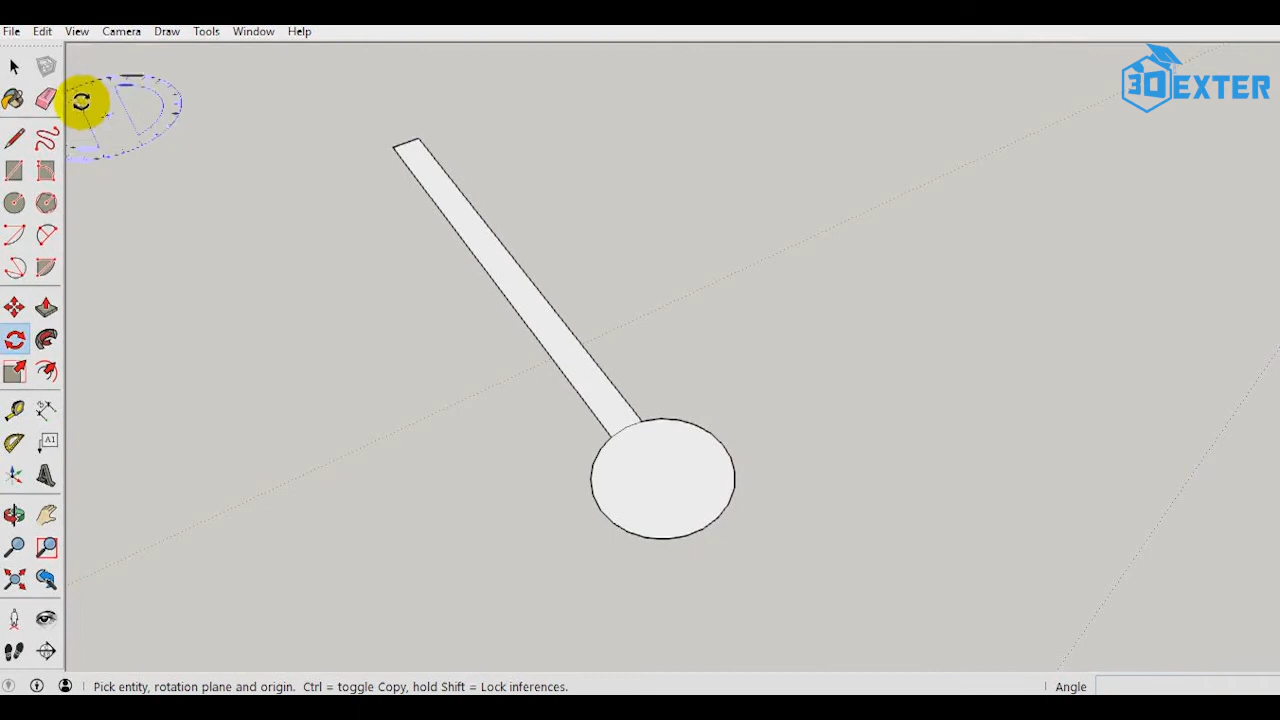 File Edit View Camera Draw Tools Window Help
3DEXTER
A1
Pick entity, rotation plane and origin. Ctrl = toggle Copy, hold Shift = Lock inferences.
Angle